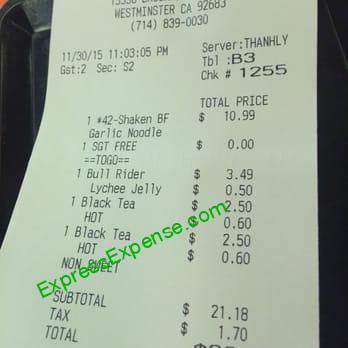 WESTMINSTER CA 92683
(714) 839-0030
11/30/15 11:03:05 PM Server:THANHLY
Gst:2 Sec: S2 Tbl :B3
Chk # 1255
TOTAL PRICE
1 *42-Shaken BF $ 10.99
Garlic Noodle
1 SGT FREE $ 0.00
==TOGO==
1 Bull Rider $ 3.49
Lychee Jelly $ 0.50
1 Black Tea $ 2.50
HOT $ 0.60
1 Black Tea $ 2.50
HOT $ 0.60
NON SWEET
SUBTOTAL $ 21.18
TAX $ 1.70
TOTAL
ExpressExpense.com